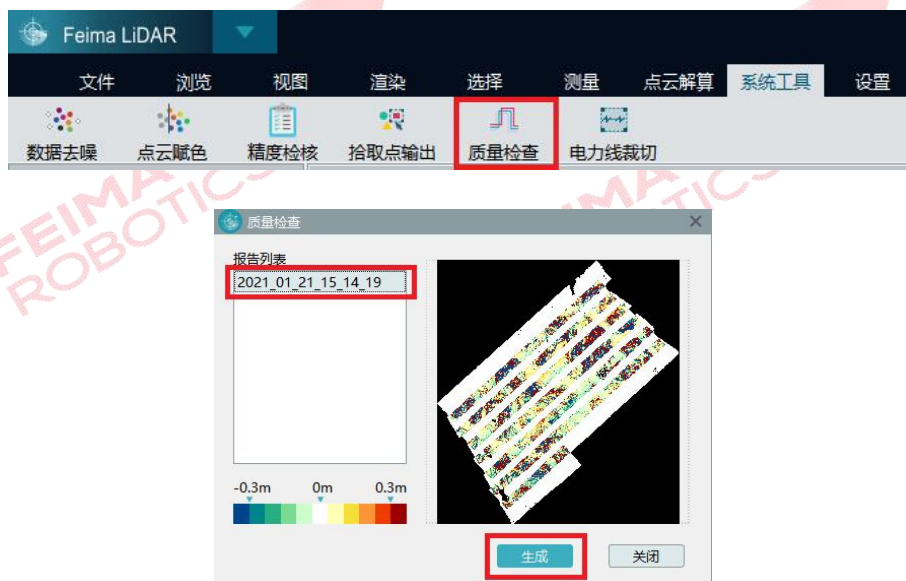 Feima LiDAR
文件 浏览 视图 渲染 选择 测量 点云解算 系统工具 设置
数据去噪 点云赋色 精度检核 拾取点输出 质量检查 电力线裁切
FEIMA
ROBOTICS
质量检查
报告列表
2021_01_21_15_14_19
-0.3m 0m 0.3m
生成 关闭